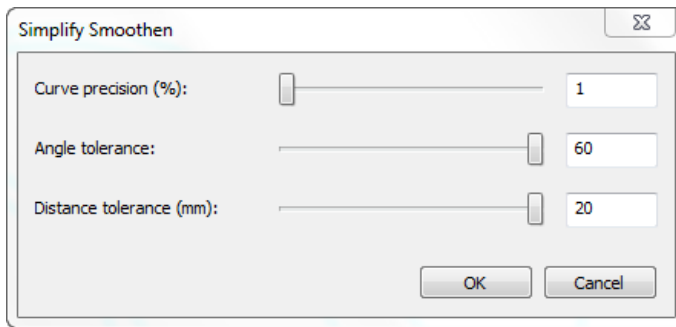 Simplify Smoothen
Curve precision (%): 1
Angle tolerance: 60
Distance tolerance (mm): 20
OK Cancel